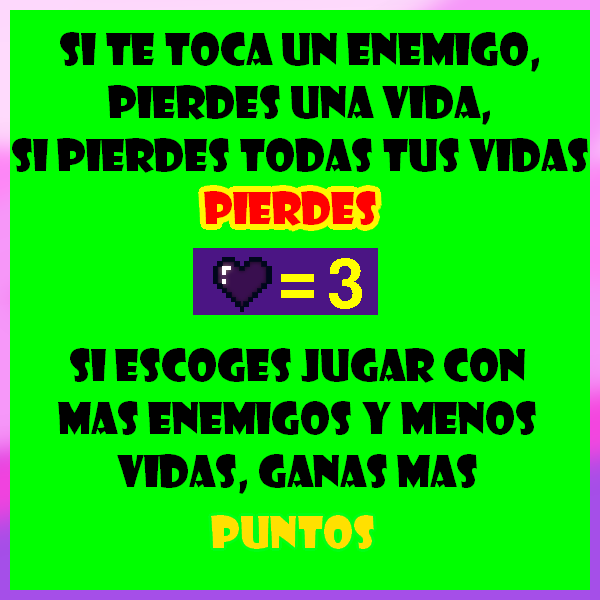 SI TE TOCA UN ENEMIGO,
PIERDES UNA VIDA,
SI PIERDES TODAS TUS VIDAS
PIERDES
= 3
SI ESCOGES JUGAR CON
MAS ENEMIGOS Y MENOS
VIDAS, GANAS MAS
PUNTOS